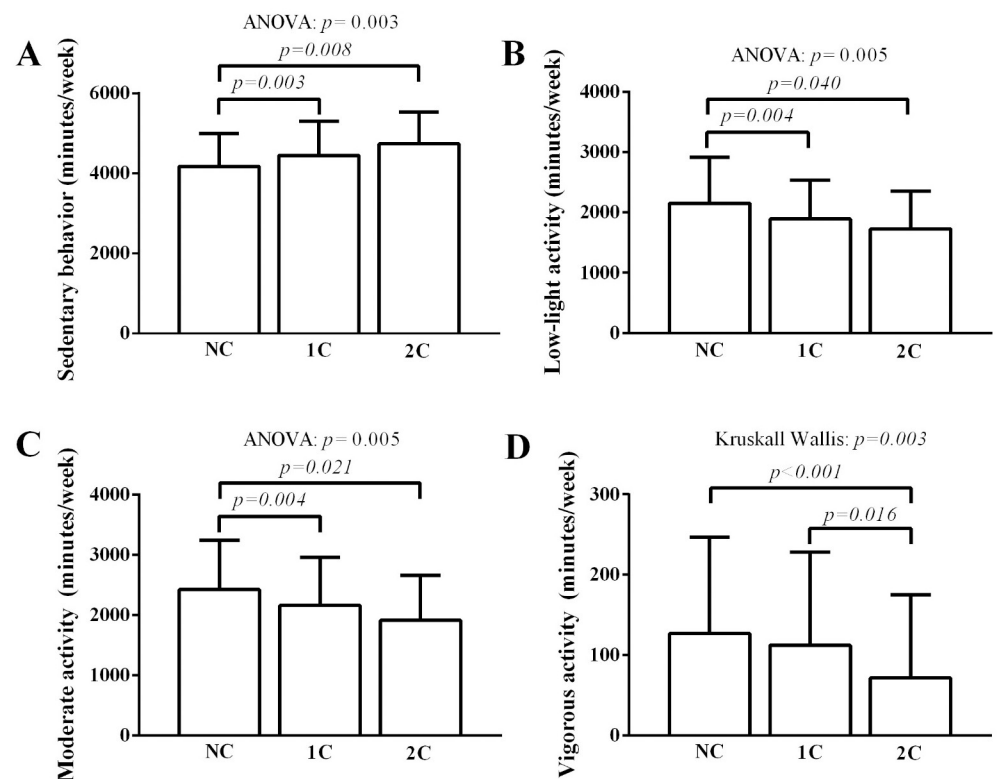 A
ANOVA: p= 0.003
p=0.008
p=0.003
Sedentary behavior (minutes/week)
6000
4000
2000
0
NC 1C 2C
B
ANOVA: p= 0.005
p=0.040
p=0.004
Low-light activity (minutes/week)
4000
3000
2000
1000
0
NC 1C 2C
C
ANOVA: p= 0.005
p=0.021
p=0.004
Moderate activity (minutes/week)
4000
3000
2000
1000
0
NC 1C 2C
D
Kruskall Wallis: p=0.003
p<0.001
p=0.016
Vigorous activity (minutes/week)
300
200
100
0
NC 1C 2C